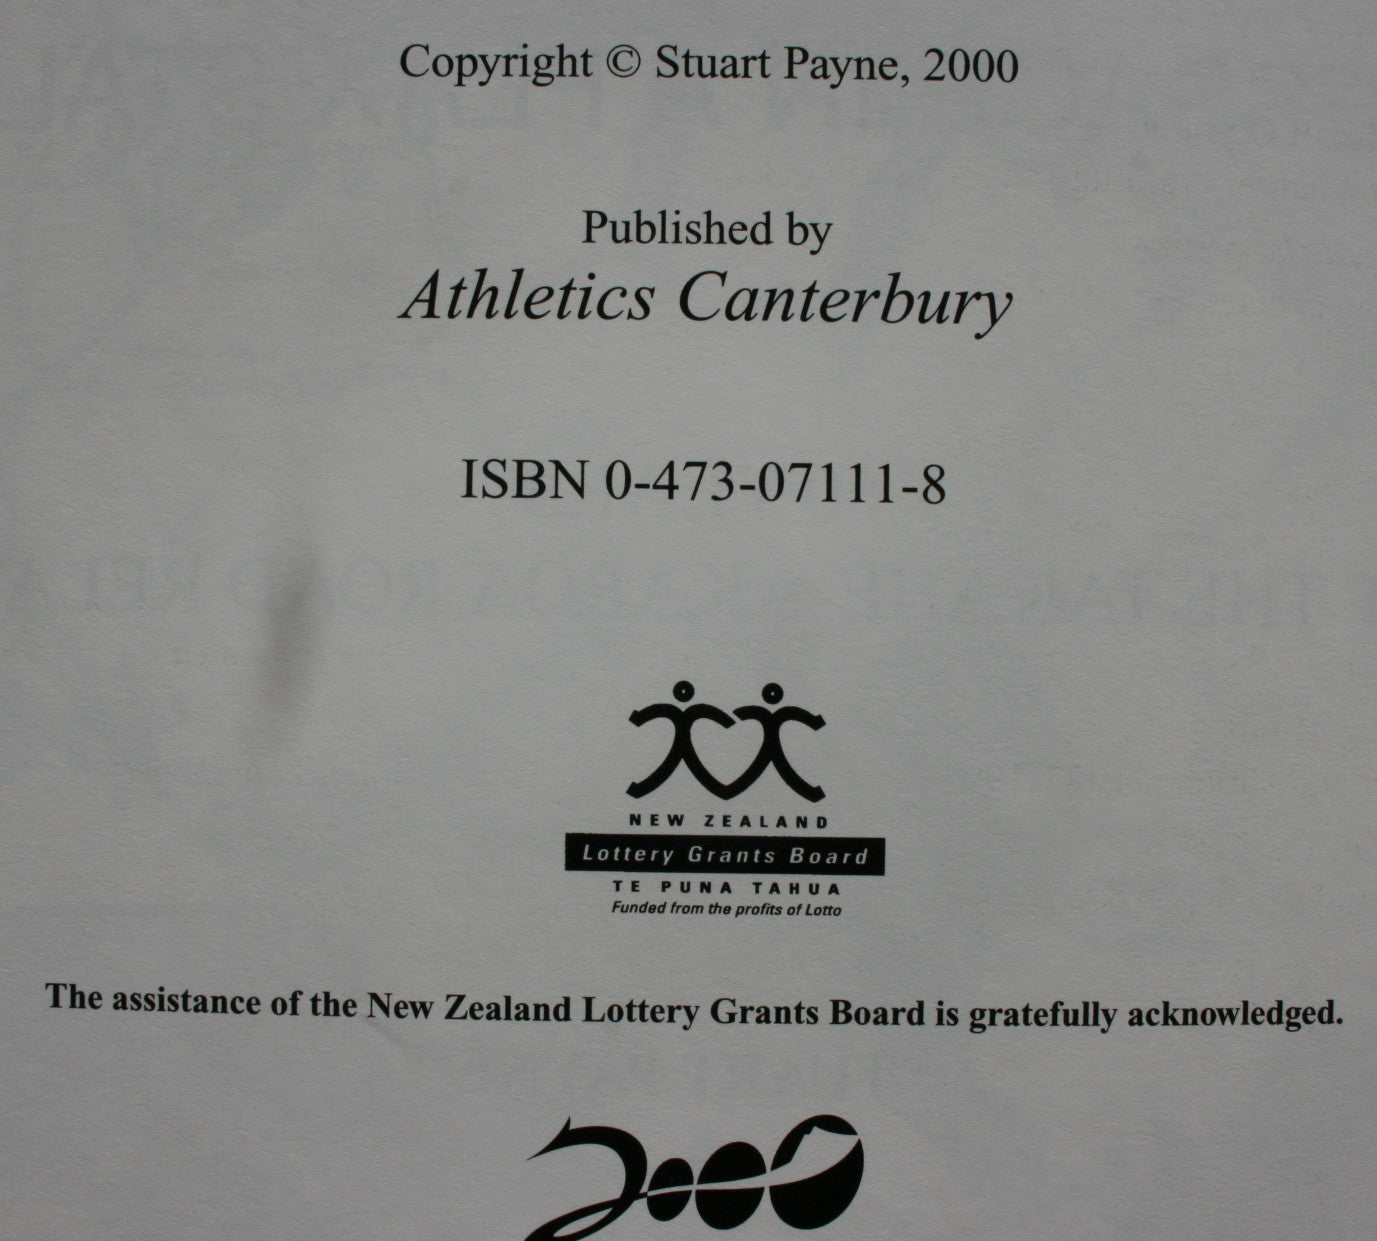 Copyright © Stuart Payne, 2000
Published by
Athletics Canterbury
ISBN 0-473-07111-8
NEW ZEALAND
Lottery Grants Board
TE PUNA TAHUA
Funded from the profits of Lotto
The assistance of the New Zealand Lottery Grants Board is gratefully acknowledged.
2000